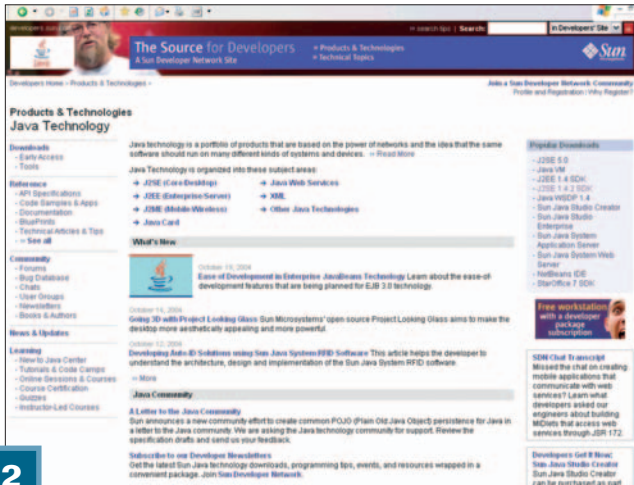 developers.sun.
» search tips | Search:
in Developers' Site
The Source for Developers
A Sun Developer Network Site
» Products & Technologies
» Technical Topics
Sun
Java
Developers Home > Products & Technologies >
Join a Sun Developer Network Community
Profile and Registration | Why Register?
Products & Technologies
Java Technology
Downloads
- Early Access
- Tools
Reference
- API Specifications
- Code Samples & Apps
- Documentation
- BluePrints
- Technical Articles & Tips
- » See all
Community
- Forums
- Bug Database
- Chats
- User Groups
- Newsletters
- Books & Authors
News & Updates
Learning
- New to Java Center
- Tutorials & Code Camps
- Online Sessions & Courses
- Course Certification
- Quizzes
- Instructor-Led Courses
Java technology is a portfolio of products that are based on the power of networks and the idea that the same
software should run on many different kinds of systems and devices. » Read More
Java Technology is organized into these subject areas:
→ J2SE (Core/Desktop)
→ J2EE (Enterprise/Server)
→ J2ME (Mobile/Wireless)
→ Java Card
→ Java Web Services
→ XML
→ Other Java Technologies
What's New
October 19, 2004
Ease of Development in Enterprise JavaBeans Technology Learn about the ease-of-
development features that are being planned for EJB 3.0 technology.
October 14, 2004
Going 3D with Project Looking Glass Sun Microsystems' open source Project Looking Glass aims to make the
desktop more aesthetically appealing and more powerful.
October 12, 2004
Developing Auto-ID Solutions using Sun Java System RFID Software This article helps the developer to
understand the architecture, design and implementation of the Sun Java System RFID software.
» More
Java Community
A Letter to the Java Community
Sun announces a new community effort to create common POJO (Plain Old Java Object) persistence for Java in
a letter to the Java community. We are asking the Java technology community for support. Review the
specification drafts and send us your feedback.
Subscribe to our Developer Newsletters
Get the latest Sun Java technology downloads, programming tips, events, and resources wrapped in a
convenient package. Join Sun Developer Network.
Popular Downloads
- J2SE 5.0
- Java VM
- J2EE 1.4 SDK
- J2SE 1.4.2 SDK
- Java WSDP 1.4
- Sun Java Studio Creator
- Sun Java Studio
Enterprise
- Sun Java System
Application Server
- Sun Java System Web
Server
- NetBeans IDE
- StarOffice 7 SDK
Free workstation
with a developer
package
subscription
SDN Chat Transcript
Missed the chat on creating
mobile applications that
communicate with web
services? Learn what
developers asked our
engineers about building
MIDlets that access web
services through JSR 172.
Developers Get It Now:
Sun Java Studio Creator
Sun Java Studio Creator
can be purchased as part
2